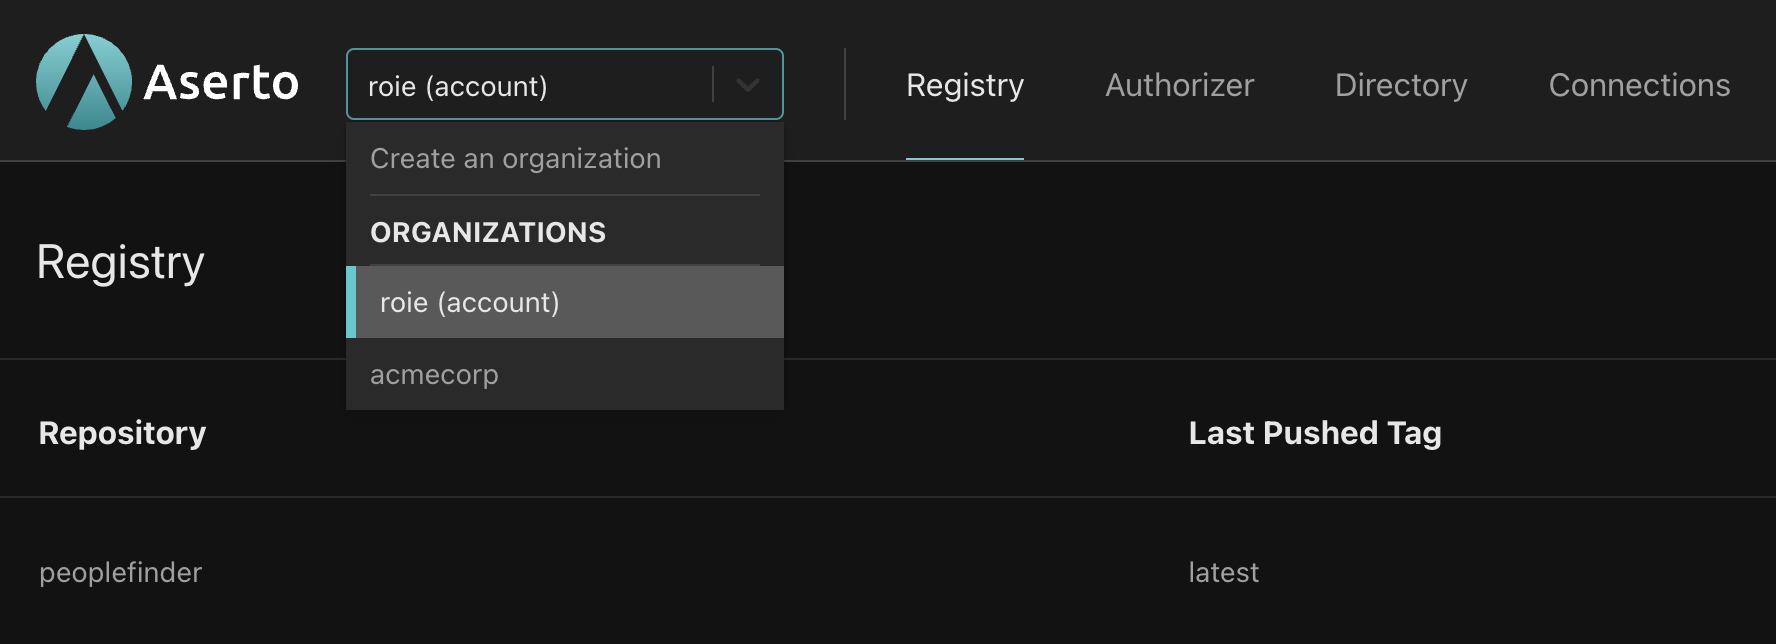 Aserto
roie (account)
Registry
Authorizer
Directory
Connections
Create an organization
ORGANIZATIONS
roie (account)
acmecorp
Registry
Repository
Last Pushed Tag
peoplefinder
latest